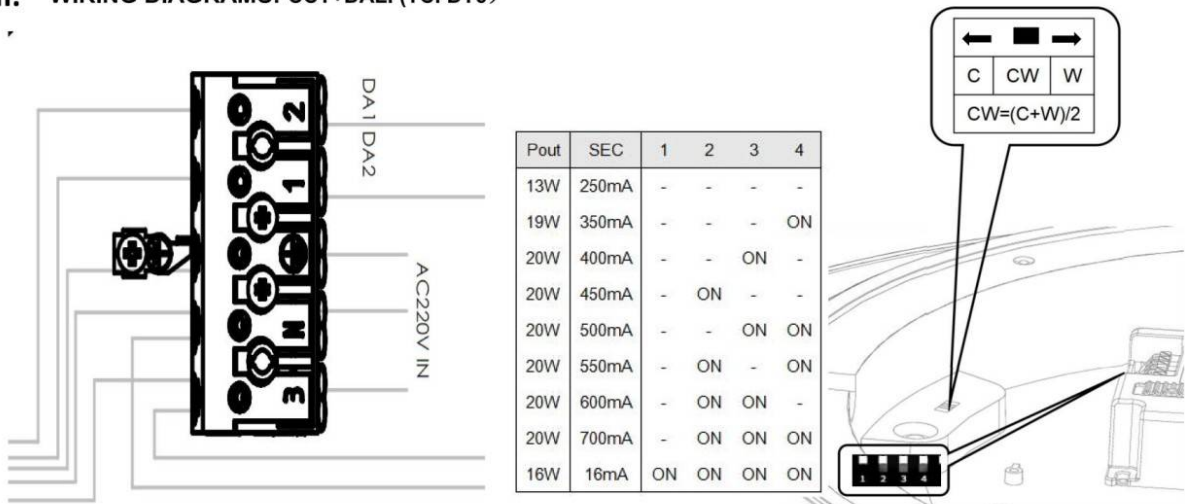 C CW W
CW=(C+W)/2
DA1 DA2
2
1
N
3
AC220V IN
Pout SEC 1 2 3 4
13W 250mA - - - -
19W 350mA - - - ON
20W 400mA - - ON -
20W 450mA - ON - -
20W 500mA - - ON ON
20W 550mA - ON - ON
20W 600mA - ON ON -
20W 700mA - ON ON ON
16W 16mA ON ON ON ON
1 2 3 4